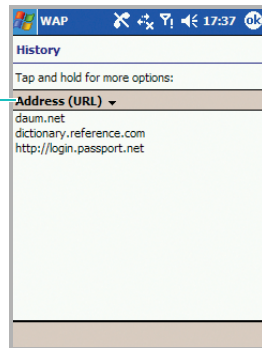 WAP 17:37 ok
History
Tap and hold for more options:
Address (URL)
daum.net
dictionary.reference.com
http://login.passport.net